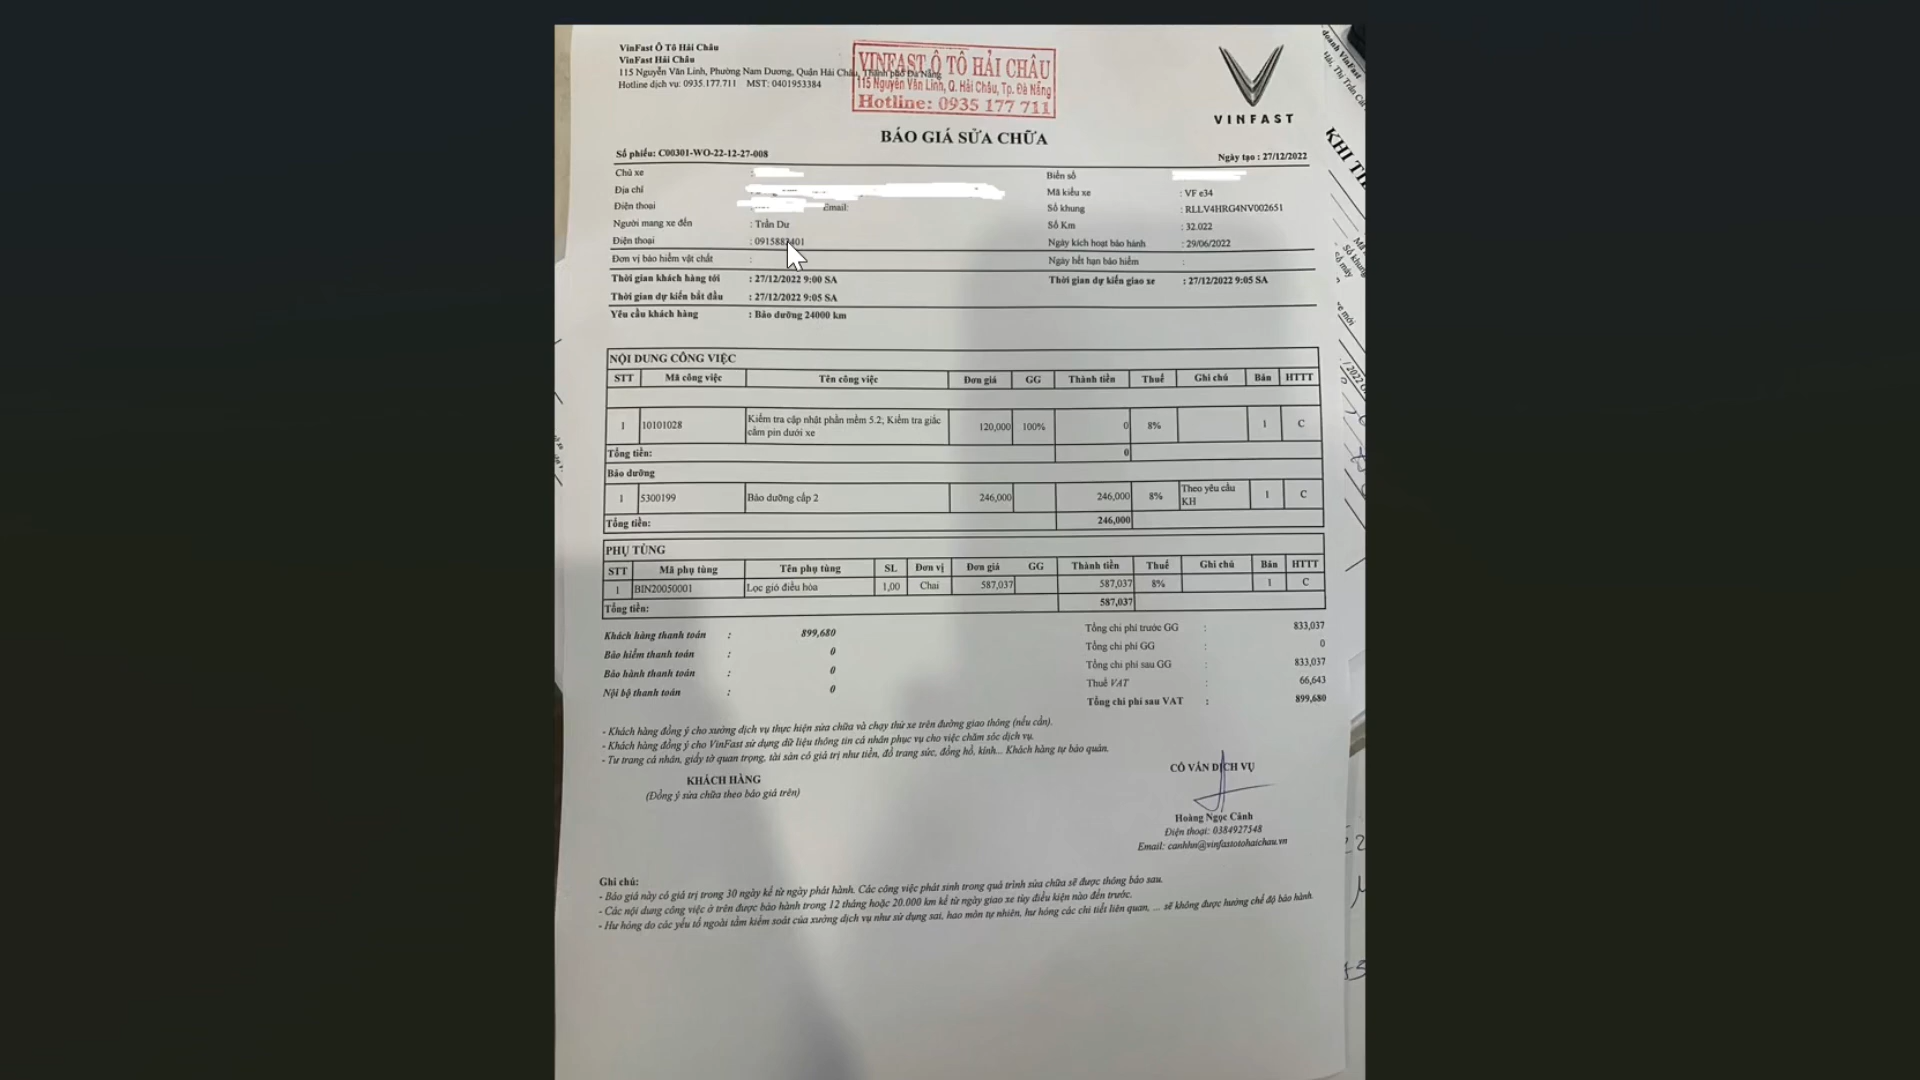 VinFast Ô Tô Hải Châu
VinFast Hải Châu
115 Nguyễn Văn Linh, Phường Nam Dương, Quận Hải Châu, Thành phố Đà Nẵng
Hotline dịch vụ: 0935.177.711 MST: 0401953384
VINFAST Ô TÔ HẢI CHÂU
115 Nguyễn Văn Linh, Q. Hải Châu, Tp. Đà Nẵng
Hotline: 0935 177 711
VINFAST
BÁO GIÁ SỬA CHỮA
Số phiếu: C00301-WO-22-12-27-008
Ngày tạo : 27/12/2022
Chủ xe :
Biển số
Địa chỉ
Mã kiểu xe : VF e34
Điện thoại Email:
Số khung : RLLV4HRG4NV002651
Người mang xe đến : Trần Dư
Số Km : 32.022
Điện thoại : 0915882401
Ngày kích hoạt bảo hành : 29/06/2022
Đơn vị bảo hiểm vật chất :
Ngày hết hạn bảo hiểm :
Thời gian khách hàng tới : 27/12/2022 9:00 SA
Thời gian dự kiến giao xe : 27/12/2022 9:05 SA
Thời gian dự kiến bắt đầu : 27/12/2022 9:05 SA
Yêu cầu khách hàng : Bảo dưỡng 24000 km
NỘI DUNG CÔNG VIỆC
STT Mã công việc Tên công việc Đơn giá GG Thành tiền Thuế Ghi chú Bán HTTT
1 10101028 Kiểm tra cập nhật phần mềm 5.2; Kiểm tra giắc cắm pin dưới xe 120,000 100% 0 8% 1 C
Tổng tiền: 0
Bảo dưỡng
1 5300199 Bảo dưỡng cấp 2 246,000 246,000 8% Theo yêu cầu KH 1 C
Tổng tiền: 246,000
PHỤ TÙNG
STT Mã phụ tùng Tên phụ tùng SL Đơn vị Đơn giá GG Thành tiền Thuế Ghi chú Bán HTTT
1 BIN20050001 Lọc gió điều hòa 1,00 Chai 587,037 587,037 8% 1 C
Tổng tiền: 587,037
Khách hàng thanh toán : 899,680
Bảo hiểm thanh toán : 0
Bảo hành thanh toán : 0
Nội bộ thanh toán : 0
Tổng chi phí trước GG : 833,037
Tổng chi phí GG : 0
Tổng chi phí sau GG : 833,037
Thuế VAT : 66,643
Tổng chi phí sau VAT : 899,680
- Khách hàng đồng ý cho xưởng dịch vụ thực hiện sửa chữa và chạy thử xe trên đường giao thông (nếu cần).
- Khách hàng đồng ý cho VinFast sử dụng dữ liệu thông tin cá nhân phục vụ cho việc chăm sóc dịch vụ.
- Tư trang cá nhân, giấy tờ quan trọng, tài sản có giá trị như tiền, đồ trang sức, đồng hồ, kính... Khách hàng tự bảo quản.
KHÁCH HÀNG
(Đồng ý sửa chữa theo báo giá trên)
CỐ VẤN DỊCH VỤ
Hoàng Ngọc Cảnh
Điện thoại: 0384927548
Email: canhhn@vinfastotohaichau.vn
Ghi chú:
- Báo giá này có giá trị trong 30 ngày kể từ ngày phát hành. Các công việc phát sinh trong quá trình sửa chữa sẽ được thông báo sau.
- Các nội dung công việc ở trên được bảo hành trong 12 tháng hoặc 20.000 km kể từ ngày giao xe tùy điều kiện nào đến trước.
- Hư hỏng do các yếu tố ngoài tầm kiểm soát của xưởng dịch vụ như sử dụng sai, hao mòn tự nhiên, hư hỏng các chi tiết liên quan, ... sẽ không được hưởng chế độ bảo hành.